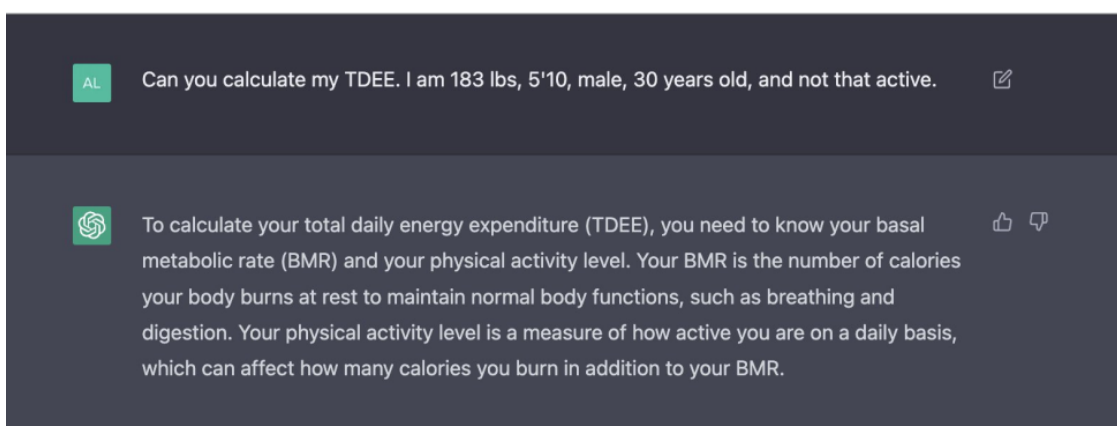 AL
Can you calculate my TDEE. I am 183 lbs, 5'10, male, 30 years old, and not that active.
To calculate your total daily energy expenditure (TDEE), you need to know your basal
metabolic rate (BMR) and your physical activity level. Your BMR is the number of calories
your body burns at rest to maintain normal body functions, such as breathing and
digestion. Your physical activity level is a measure of how active you are on a daily basis,
which can affect how many calories you burn in addition to your BMR.